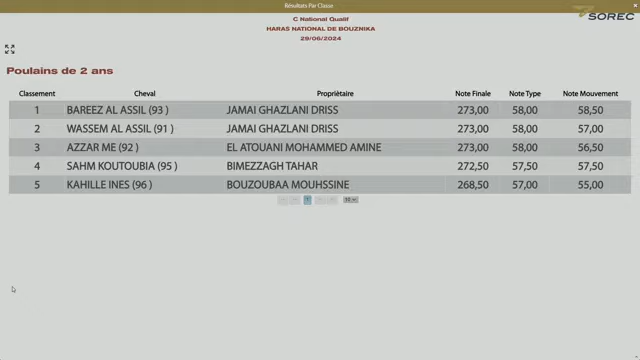 Résultats Par Classe
SOREC
C National Qualif
HARAS NATIONAL DE BOUZNIKA
29/06/2024
Poulains de 2 ans
Classement Cheval Propriètaire Note Finale Note Type Note Mouvement
1 BAREEZ AL ASSIL (93 ) JAMAI GHAZLANI DRISS 273,00 58,00 58,50
2 WASSEM AL ASSIL (91 ) JAMAI GHAZLANI DRISS 273,00 58,00 57,00
3 AZZAR ME (92 ) EL ATOUANI MOHAMMED AMINE 273,00 58,00 56,50
4 SAHM KOUTOUBIA (95 ) BIMEZZAGH TAHAR 272,50 57,50 57,50
5 KAHILLE INES (96 ) BOUZOUBAA MOUHSSINE 268,50 57,00 55,00
1 10